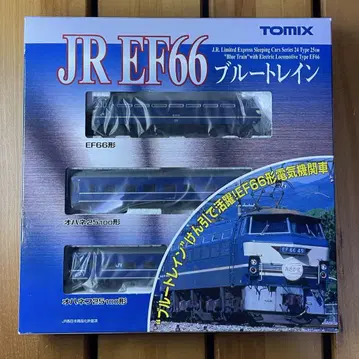 TOMIX
JR EF66
J.R. Limited Express Sleeping Cars Series 24 Type 25
"Blue Train" with Electric Locomotive Type EF66
ブルートレイン
EF66形
オハネ25 100形
オハネフ25 100形
"ブルートレイン"けん引で活躍!EF66形電気機関車
EF66 45